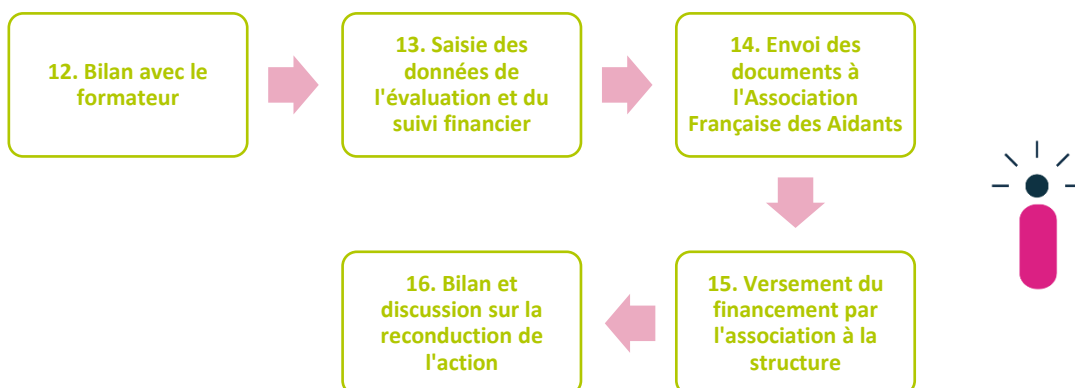 12. Bilan avec le
formateur
13. Saisie des
données de
l'évaluation et du
suivi financier
14. Envoi des
documents à
l'Association
Française des Aidants
15. Versement du
financement par
l'association à la
structure
16. Bilan et
discussion sur la
reconduction de
l'action